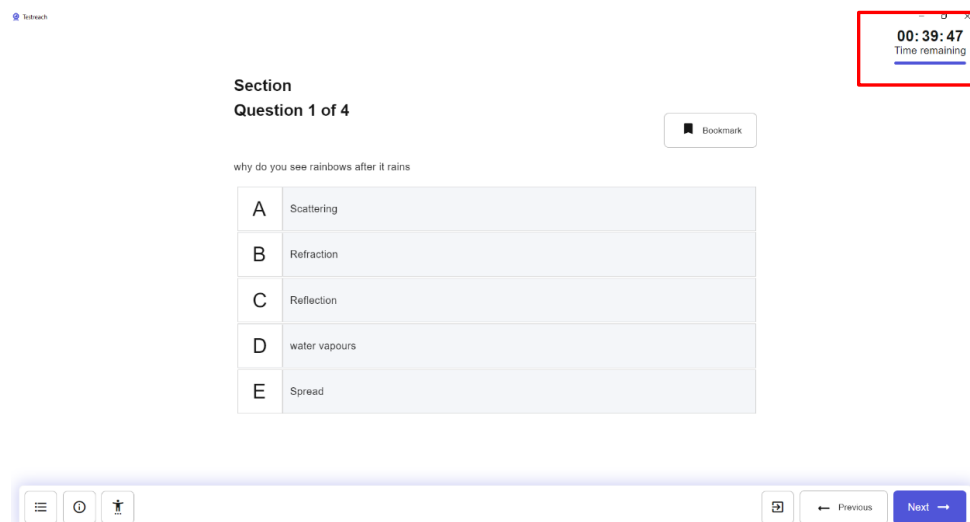 Testreach
00:39:47
Time remaining
Section
Question 1 of 4
Bookmark
why do you see rainbows after it rains
A Scattering
B Refraction
C Reflection
D water vapours
E Spread
Previous
Next